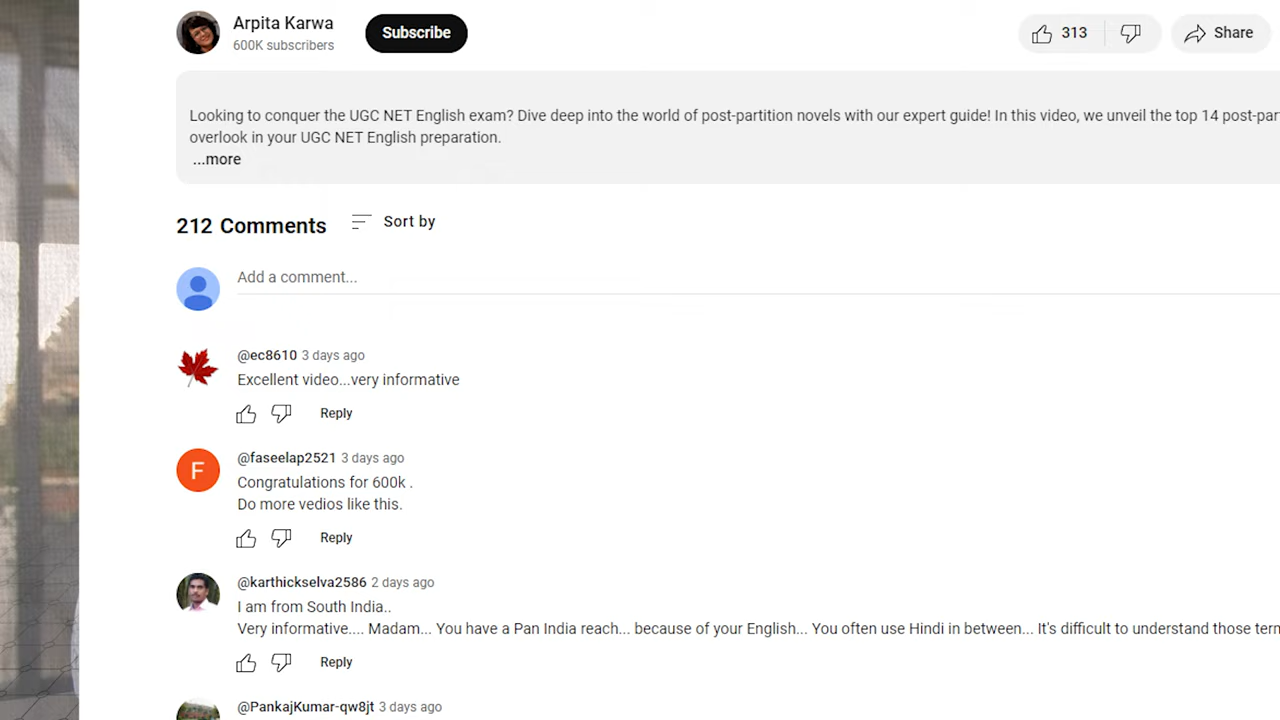 Arpita Karwa
600K subscribers
Subscribe
313
Share
Looking to conquer the UGC NET English exam? Dive deep into the world of post-partition novels with our expert guide! In this video, we unveil the top 14 post-par
overlook in your UGC NET English preparation.
...more
212 Comments
Sort by
Add a comment...
@ec8610 3 days ago
Excellent video...very informative
Reply
F
@faseelap2521 3 days ago
Congratulations for 600k .
Do more vedios like this.
Reply
@karthickselva2586 2 days ago
I am from South India..
Very informative.... Madam... You have a Pan India reach... because of your English... You often use Hindi in between... It's difficult to understand those tern
Reply
@PankajKumar-qw8jt 3 days ago